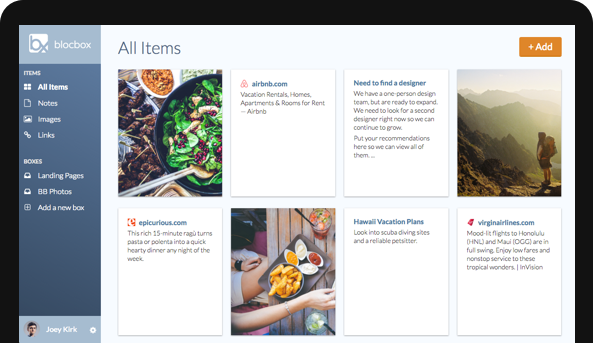 bx blocbox
All Items
+ Add
ITEMS
All Items
Notes
Images
Links
BOXES
Landing Pages
BB Photos
Add a new box
Joey Kirk
airbnb.com
Vacation Rentals, Homes,
Apartments & Rooms for Rent
— Airbnb
Need to find a designer
We have a one-person design
team, but are ready to expand.
We need to look for a second
designer right now so we can
continue to grow.
Put your recommendations
here so we can view all of
them. ...
epicurious.com
This rich 15-minute ragù turns
pasta or polenta into a quick
hearty dinner any night of the
week.
Hawaii Vacation Plans
Look into scuba diving sites
and a reliable petsitter.
virginairlines.com
Mood-lit flights to Honolulu
(HNL) and Maui (OGG) are in
full swing. Enjoy low fares and
nonstop service to these
tropical wonders. | InVision